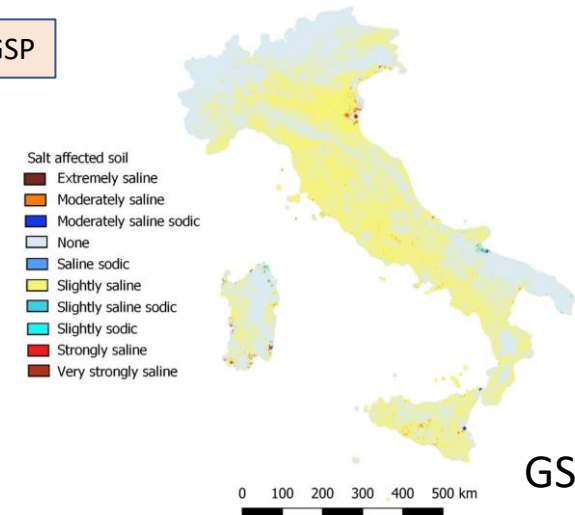 GSP
Salt affected soil
Extremely saline
Moderately saline
Moderately saline sodic
None
Saline sodic
Slightly saline
Slightly saline sodic
Slightly sodic
Strongly saline
Very strongly saline
GS
0 100 200 300 400 500 km